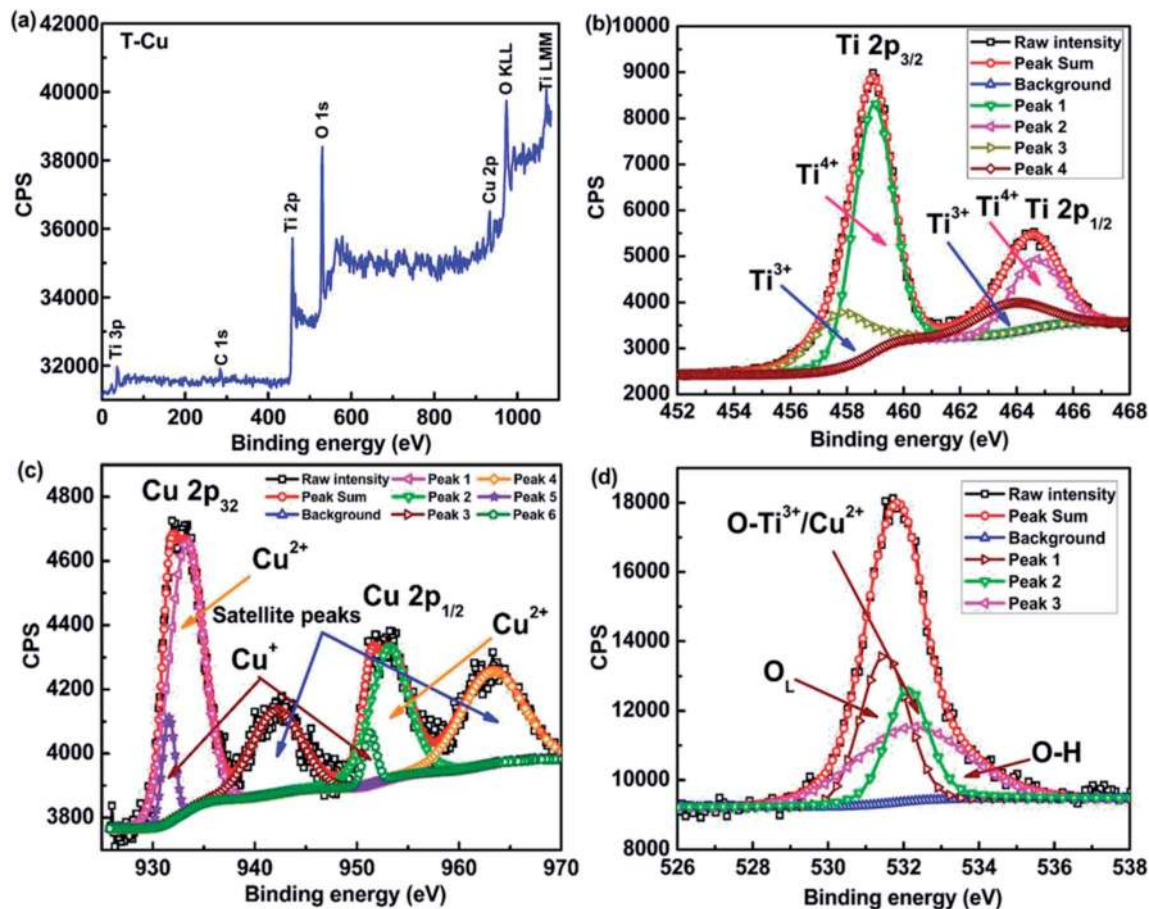 (a)
42000
40000
38000
36000
34000
32000
CPS
T-Cu
Ti 3p
C 1s
Ti 2p
O 1s
Cu 2p
O KLL
Ti LMM
0 200 400 600 800 1000
Binding energy (eV)
(b)
10000
9000
8000
7000
6000
5000
4000
3000
2000
CPS
Ti 2p3/2
Raw intensity
Peak Sum
Background
Peak 1
Peak 2
Peak 3
Peak 4
Ti4+
Ti3+
Ti3+
Ti4+
Ti 2p1/2
452 454 456 458 460 462 464 466 468
Binding energy (eV)
(c)
4800
4600
4400
4200
4000
3800
CPS
Cu 2p32
Raw intensity Peak 1 Peak 4
Peak Sum Peak 2 Peak 5
Background Peak 3 Peak 6
Cu2+
Satellite peaks
Cu 2p1/2
Cu2+
Cu+
930 940 950 960 970
Binding energy (eV)
(d)
18000
16000
14000
12000
10000
8000
CPS
O-Ti3+/Cu2+
Raw intensity
Peak Sum
Background
Peak 1
Peak 2
Peak 3
OL
O-H
526 528 530 532 534 536 538
Binding energy (eV)